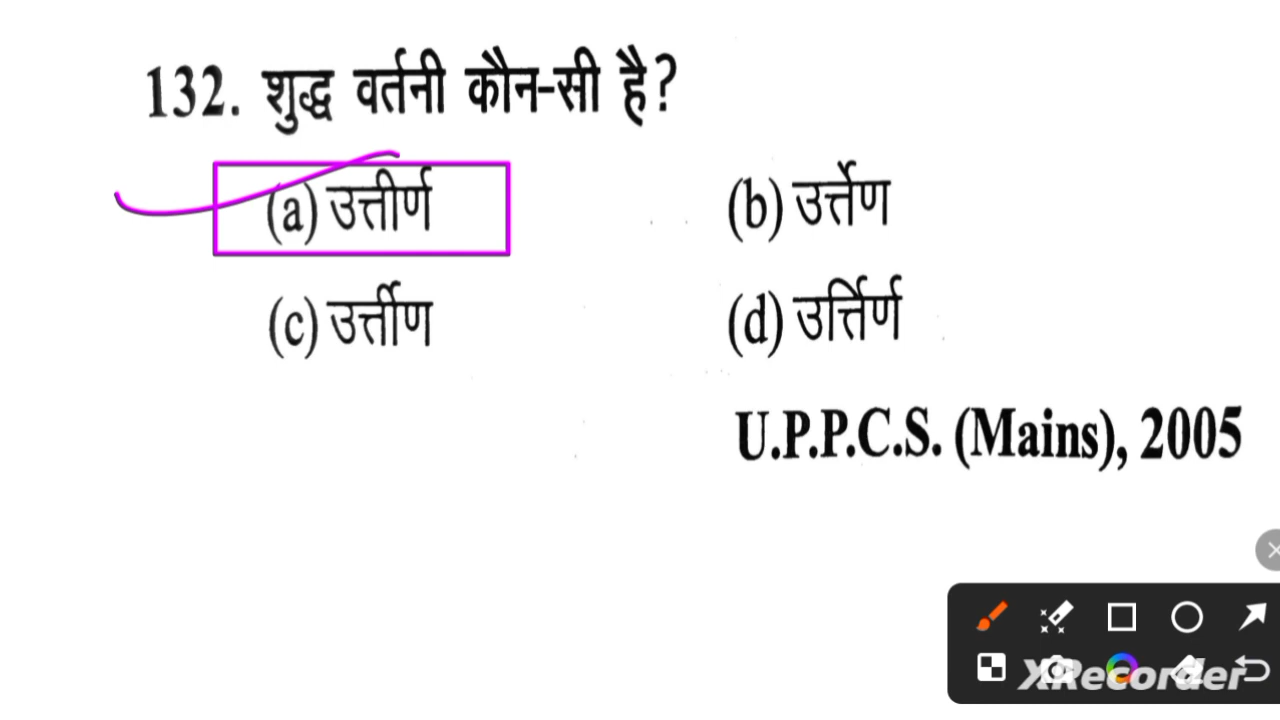 132. शुद्ध वर्तनी कौन-सी है?
(a) उत्तीर्ण (b) उर्त्तेण
(c) उर्त्तीण (d) उर्त्तिर्ण
U.P.P.C.S. (Mains), 2005
XRecorder